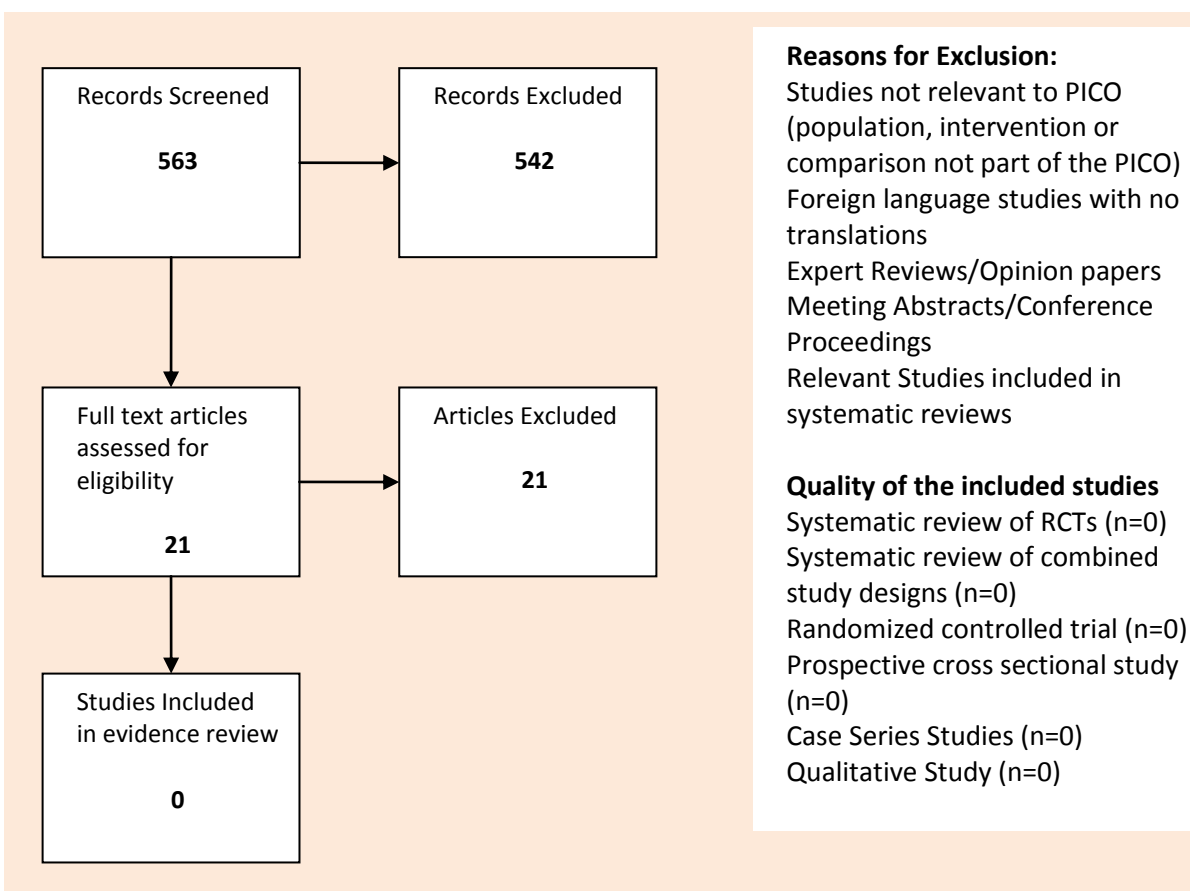 Records Screened
563
Records Excluded
542
Full text articles
assessed for
eligibility
21
Articles Excluded
21
Studies Included
in evidence review
0
Reasons for Exclusion:
Studies not relevant to PICO
(population, intervention or
comparison not part of the PICO)
Foreign language studies with no
translations
Expert Reviews/Opinion papers
Meeting Abstracts/Conference
Proceedings
Relevant Studies included in
systematic reviews
Quality of the included studies
Systematic review of RCTs (n=0)
Systematic review of combined
study designs (n=0)
Randomized controlled trial (n=0)
Prospective cross sectional study
(n=0)
Case Series Studies (n=0)
Qualitative Study (n=0)